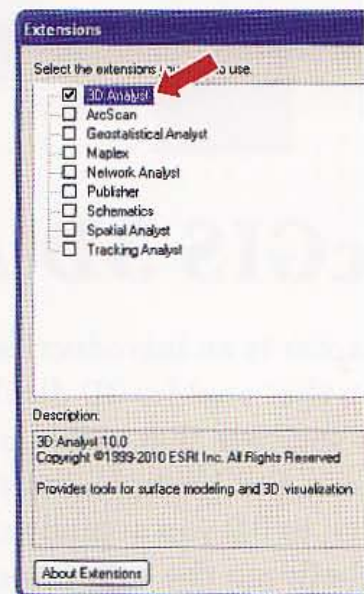 Extensions
Select the extensions to use.
3D Analyst
ArcScan
Geostatistical Analyst
Maplex
Network Analyst
Publisher
Schematics
Spatial Analyst
Tracking Analyst
Description:
3D Analyst 10.0
Copyright ©1999-2010 ESRI Inc. All Rights Reserved
Provides tools for surface modeling and 3D visualization
About Extensions